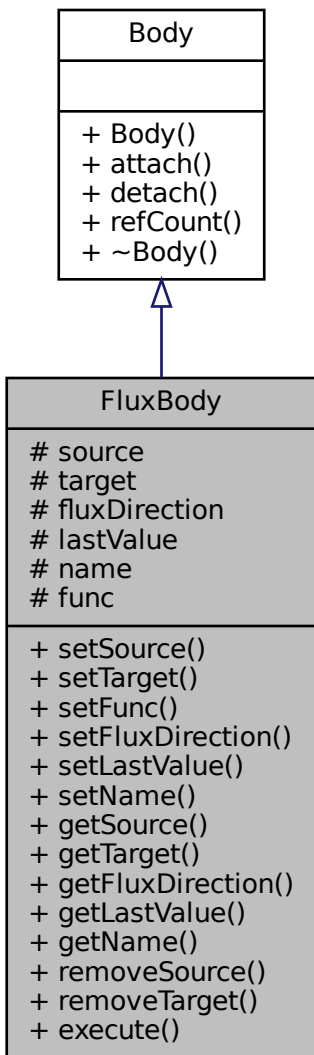 Body
+ Body()
+ attach()
+ detach()
+ refCount()
+ ~Body()
FluxBody
# source
# target
# fluxDirection
# lastValue
# name
# func
+ setSource()
+ setTarget()
+ setFunc()
+ setFluxDirection()
+ setLastValue()
+ setName()
+ getSource()
+ getTarget()
+ getFluxDirection()
+ getLastValue()
+ getName()
+ removeSource()
+ removeTarget()
+ execute()